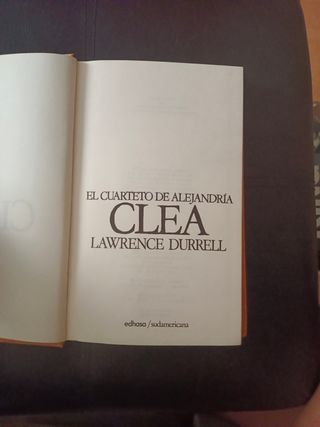 EL CUARTETO DE ALEJANDRÍA
CLEA
LAWRENCE DURRELL
edhasa/sudamericana